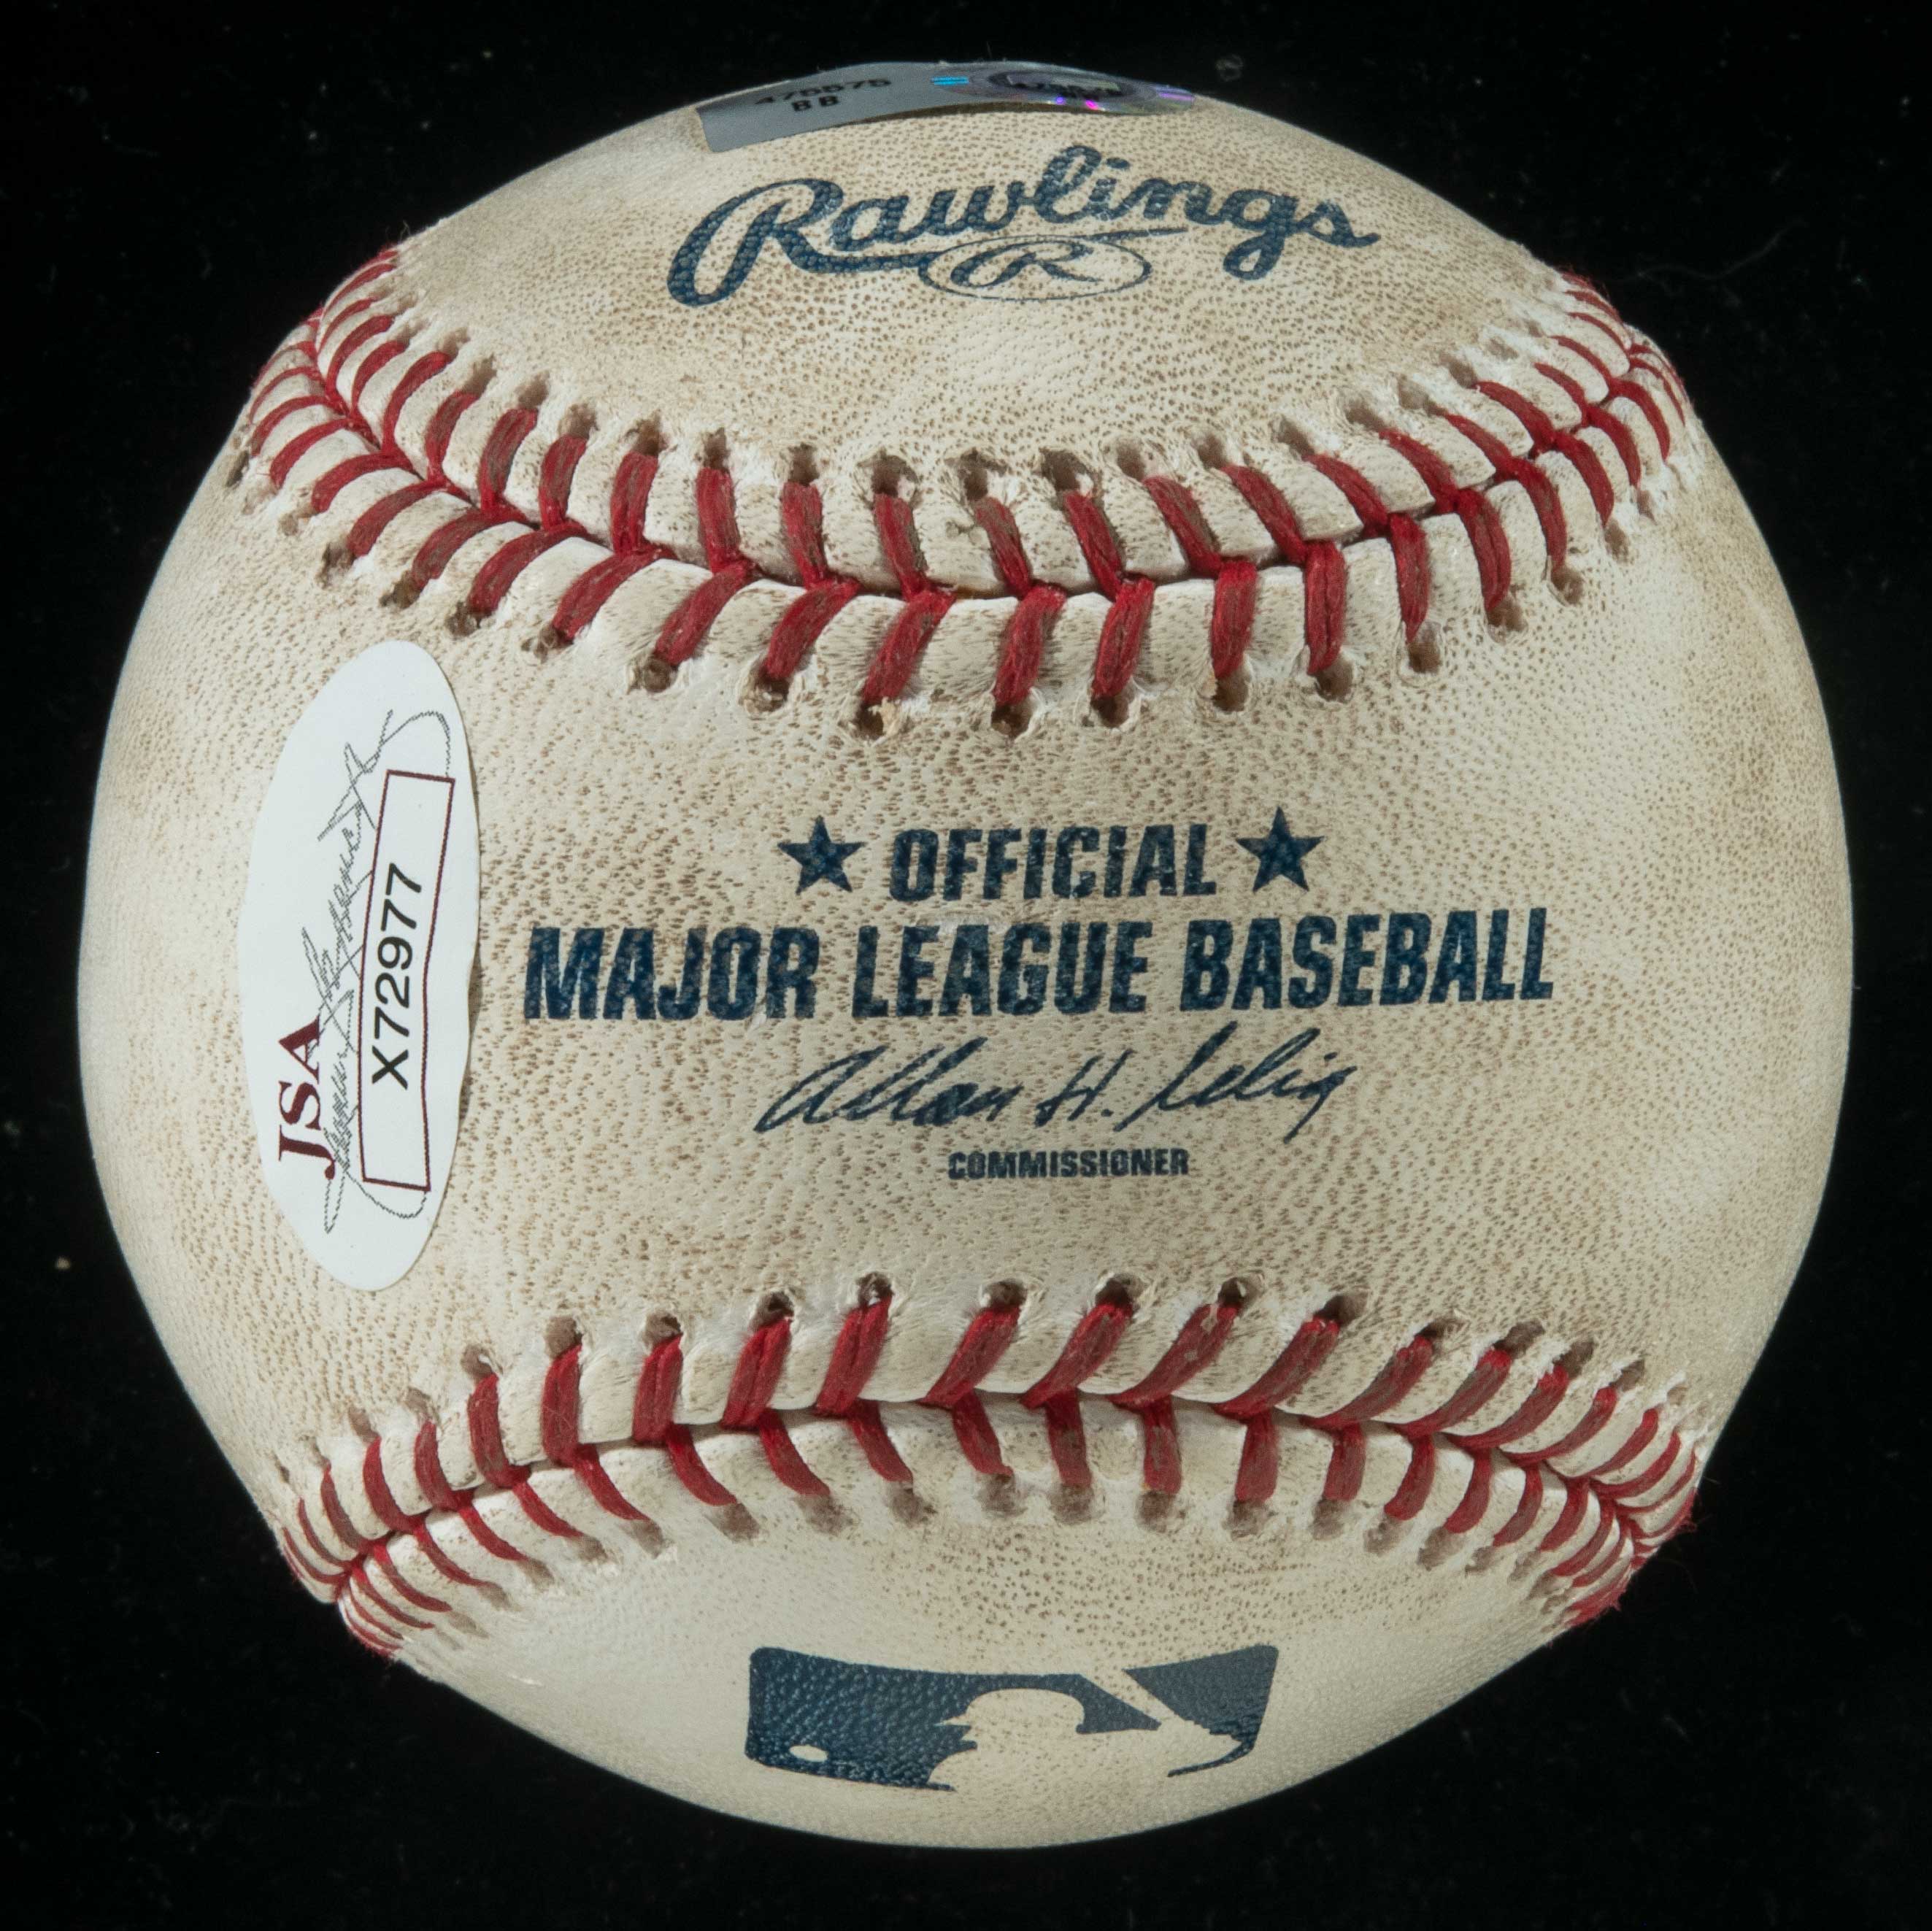 BB
Rawlings
R
OFFICIAL
MAJOR LEAGUE BASEBALL
Allan H. Selig
COMMISSIONER
JSA
X72977